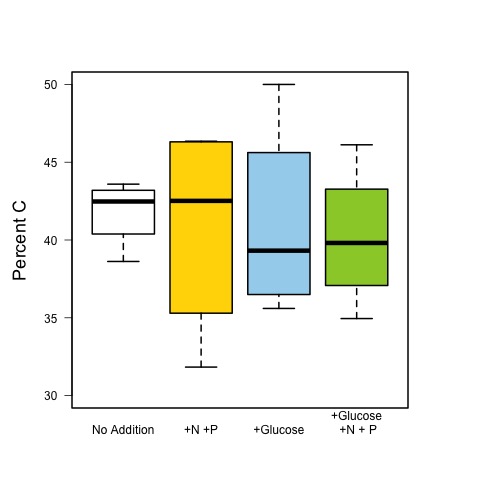 Percent C
50
45
40
35
30
No Addition
+N +P
+Glucose
+Glucose
+N + P